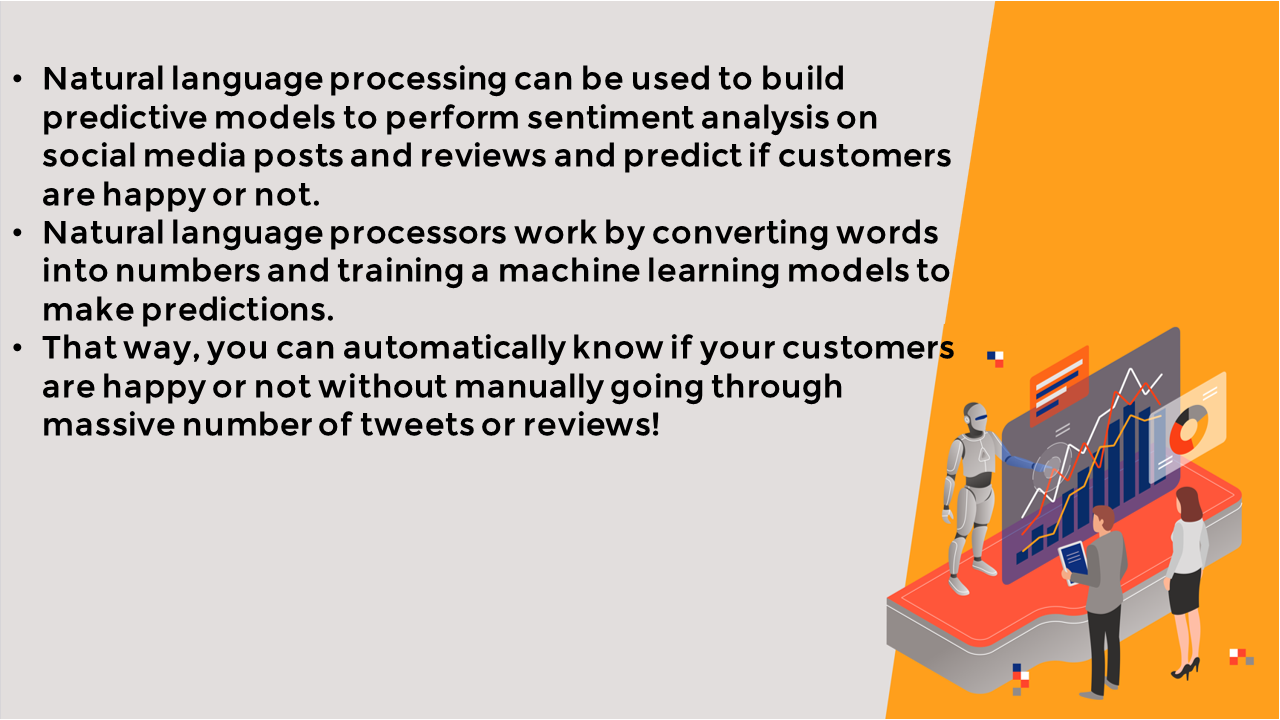 • Natural language processing can be used to build
predictive models to perform sentiment analysis on
social media posts and reviews and predict if customers
are happy or not.
• Natural language processors work by converting words
into numbers and training a machine learning models to
make predictions.
• That way, you can automatically know if your customers
are happy or not without manually going through
massive number of tweets or reviews!